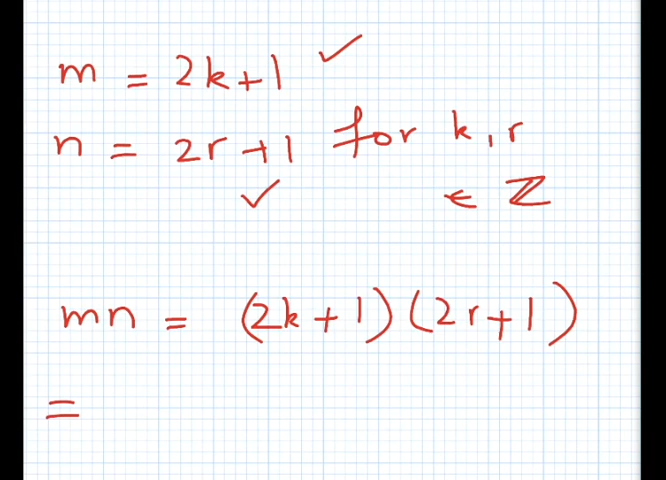 m = 2k+1 ✓
n = 2r+1 for k, r
✓ ∈ ℤ
mn = (2k+1)(2r+1)
=